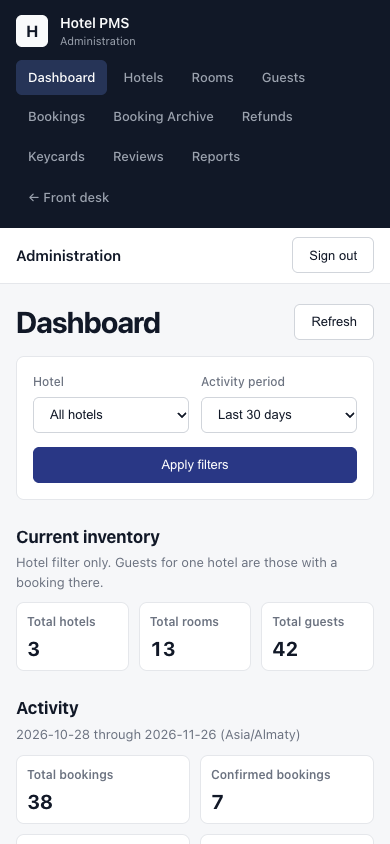 H
Hotel PMS
Administration
Dashboard Hotels Rooms Guests
Bookings Booking Archive Refunds
Keycards Reviews Reports
← Front desk
Administration Sign out
Dashboard Refresh
Hotel Activity period
All hotels Last 30 days
Apply filters
Current inventory
Hotel filter only. Guests for one hotel are those with a
booking there.
Total hotels Total rooms Total guests
3 13 42
Activity
2026-10-28 through 2026-11-26 (Asia/Almaty)
Total bookings Confirmed bookings
38 7